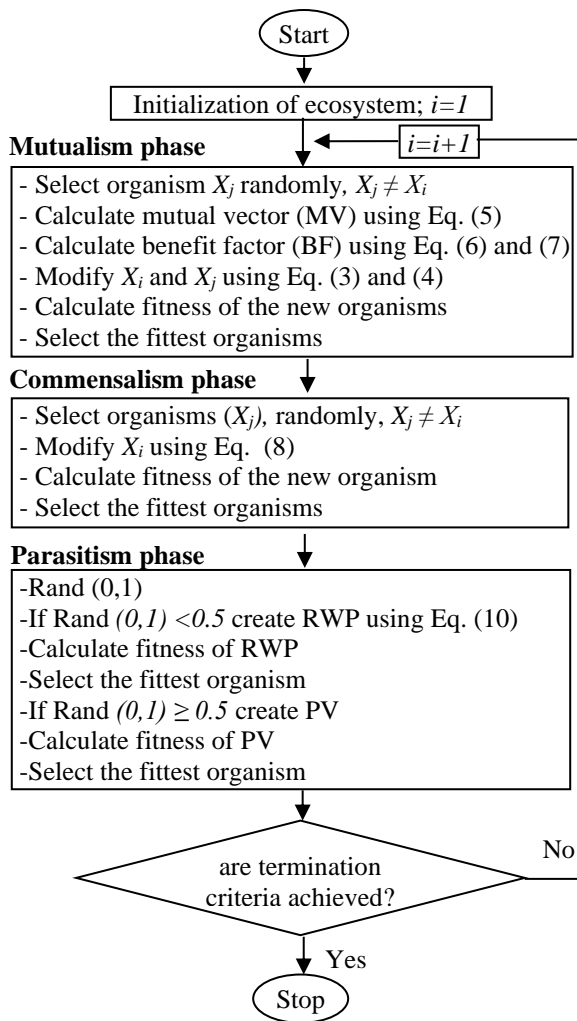 Start
Initialization of ecosystem; i=1
i=i+1
Mutualism phase
- Select organism Xj randomly, Xj ≠ Xi
- Calculate mutual vector (MV) using Eq. (5)
- Calculate benefit factor (BF) using Eq. (6) and (7)
- Modify Xi and Xj using Eq. (3) and (4)
- Calculate fitness of the new organisms
- Select the fittest organisms
Commensalism phase
- Select organisms (Xj), randomly, Xj ≠ Xi
- Modify Xi using Eq. (8)
- Calculate fitness of the new organism
- Select the fittest organisms
Parasitism phase
-Rand (0,1)
-If Rand (0,1) <0.5 create RWP using Eq. (10)
-Calculate fitness of RWP
-Select the fittest organism
-If Rand (0,1) ≥ 0.5 create PV
-Calculate fitness of PV
-Select the fittest organism
are termination
criteria achieved?
No
Yes
Stop